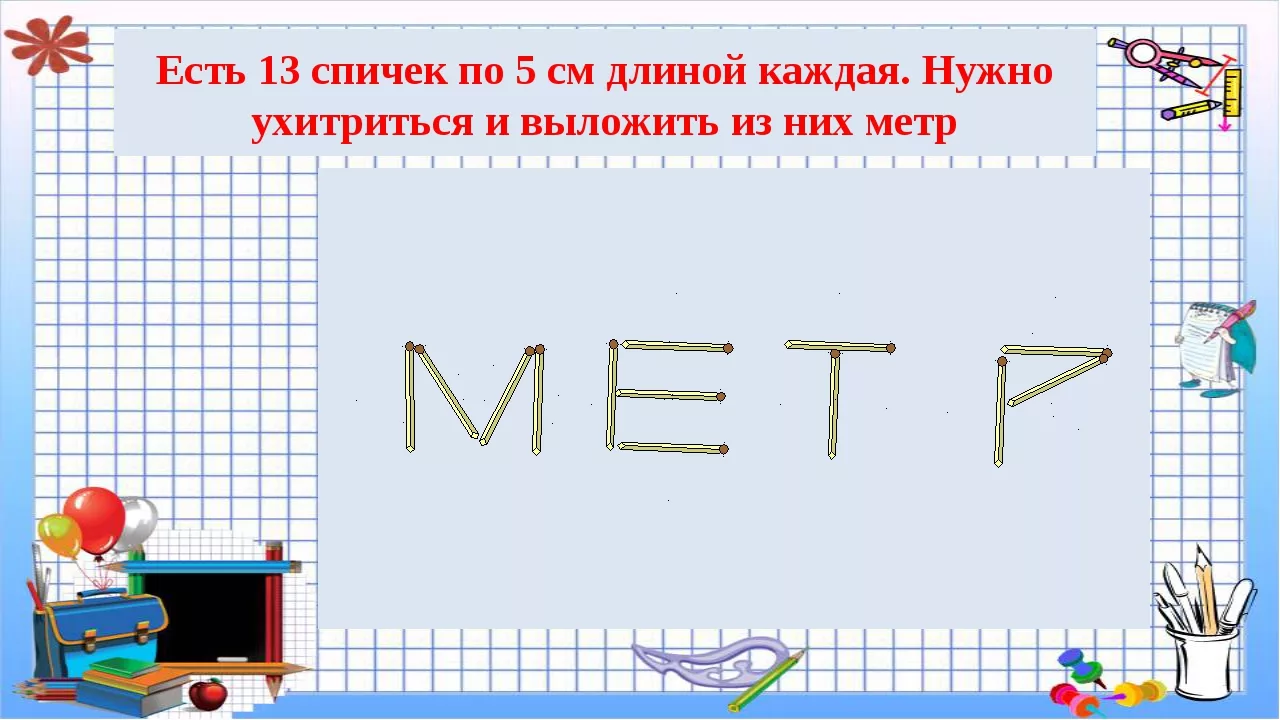 Есть 13 спичек по 5 см длиной каждая. Нужно
ухитриться и выложить из них метр
МЕТР